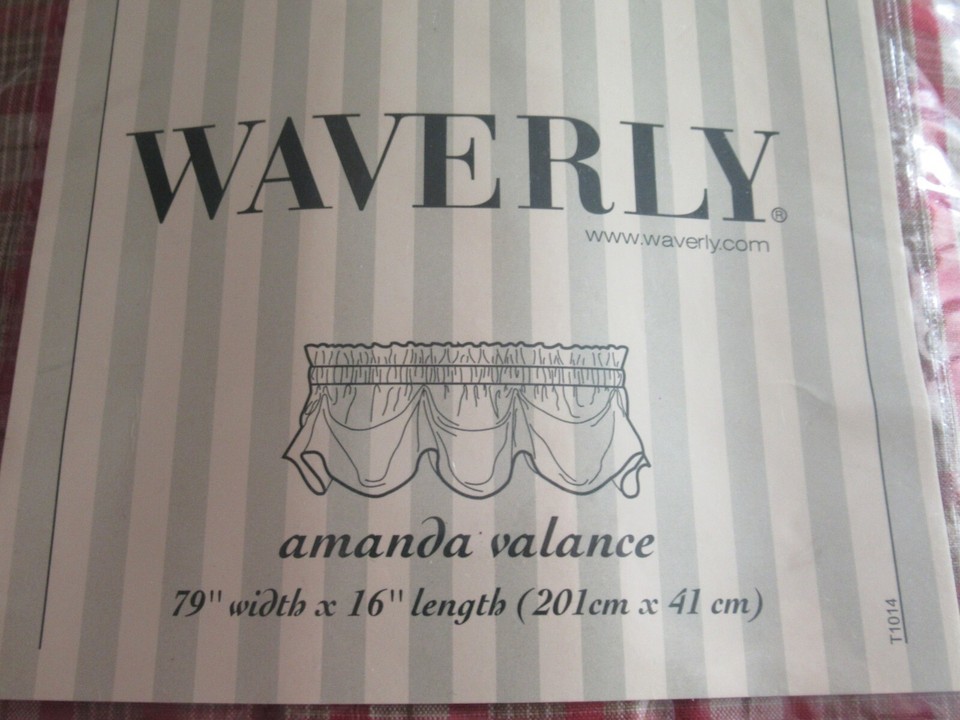 WAVERLY®
www.waverly.com
amanda valance
79" width x 16" length (201cm x 41 cm)
T1014